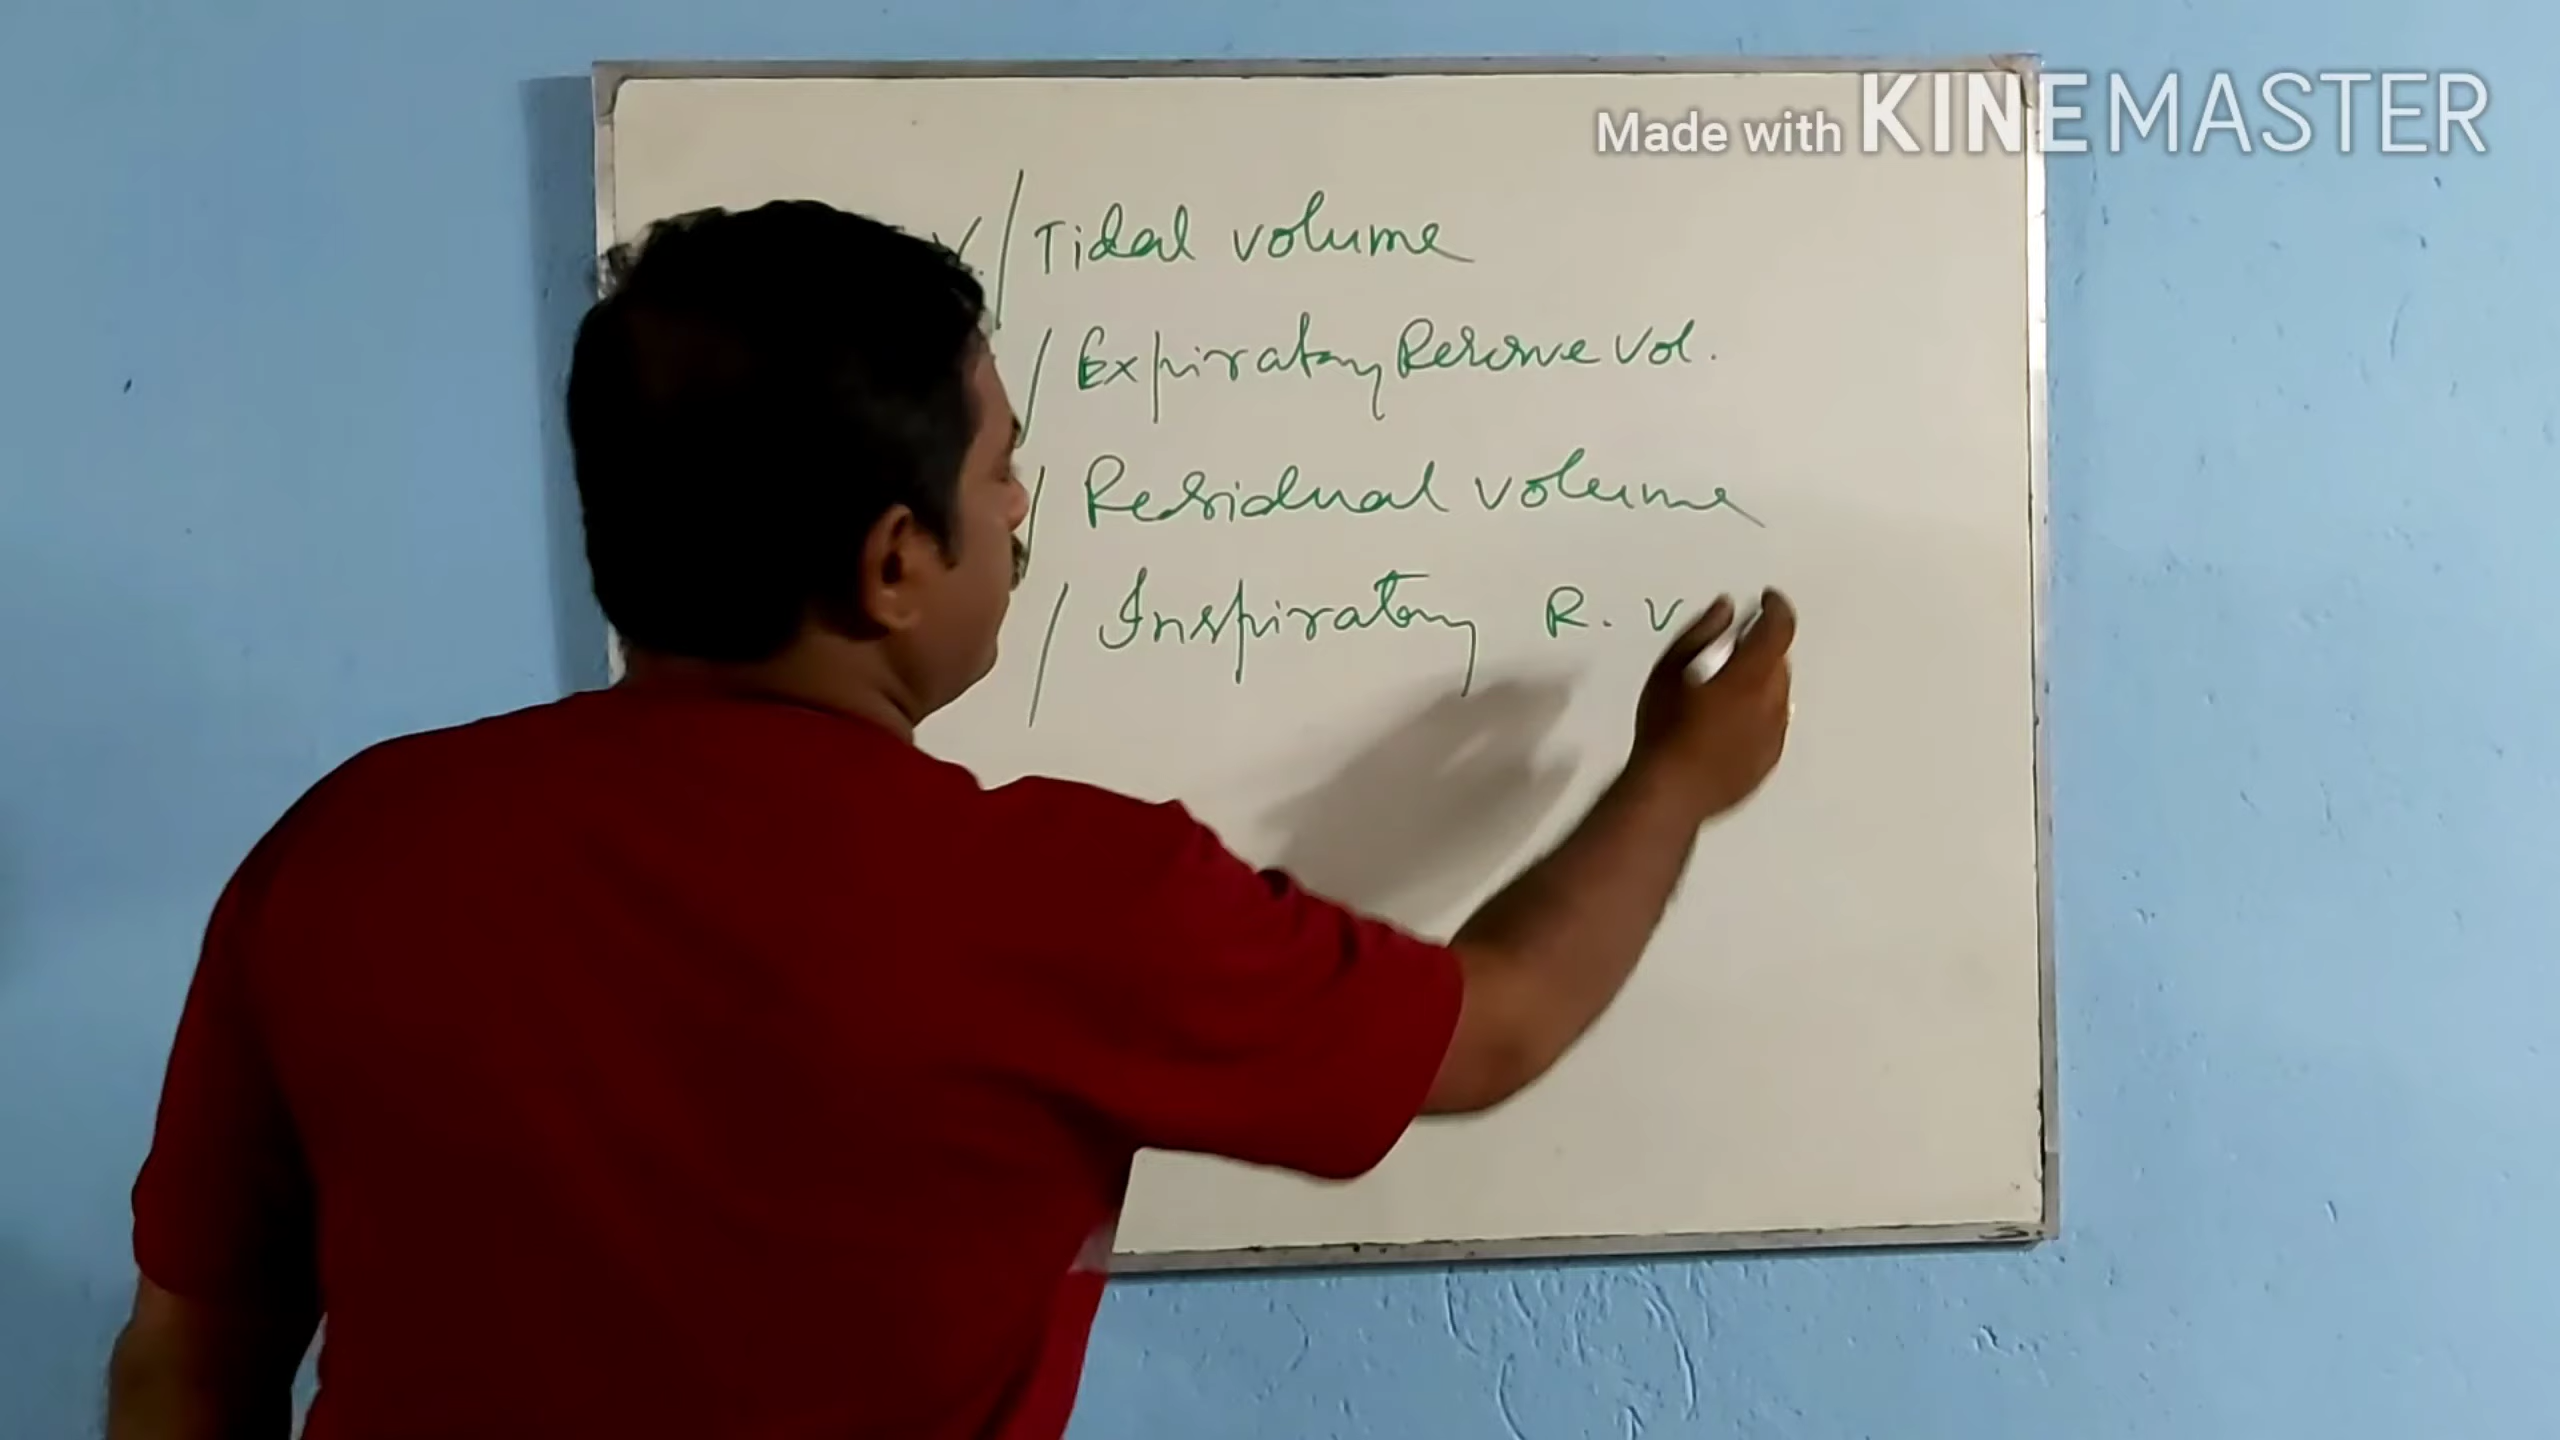 Made with KINEMASTER
V. / Tidal volume
/ Expiratory Reserve Vol.
/ Residual volume
/ Inspiratory R. V